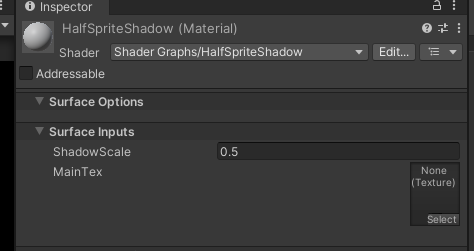 Inspector
HalfSpriteShadow (Material)
Shader Shader Graphs/HalfSpriteShadow Edit...
Addressable
Surface Options
Surface Inputs
ShadowScale 0.5
MainTex None
(Texture)
Select